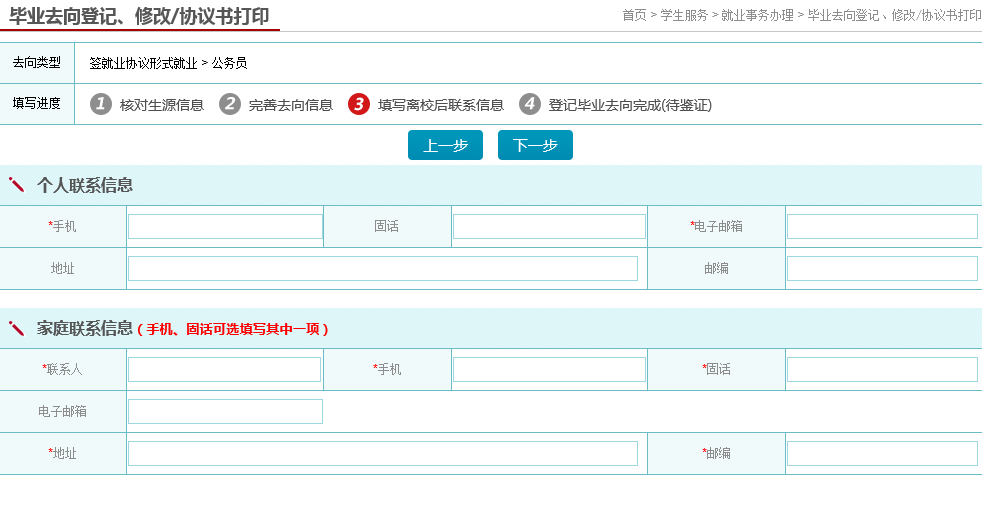 毕业去向登记、修改/协议书打印
首页 > 学生服务 > 就业事务办理 > 毕业去向登记、修改/协议书打印
去向类型 签就业协议形式就业 > 公务员
填写进度 1 核对生源信息 2 完善去向信息 3 填写离校后联系信息 4 登记毕业去向完成(待鉴证)
上一步 下一步
个人联系信息
*手机 固话 *电子邮箱
地址 邮编
家庭联系信息 ( 手机、固话可选填写其中一项 )
*联系人 *手机 *固话
电子邮箱
*地址 *邮编